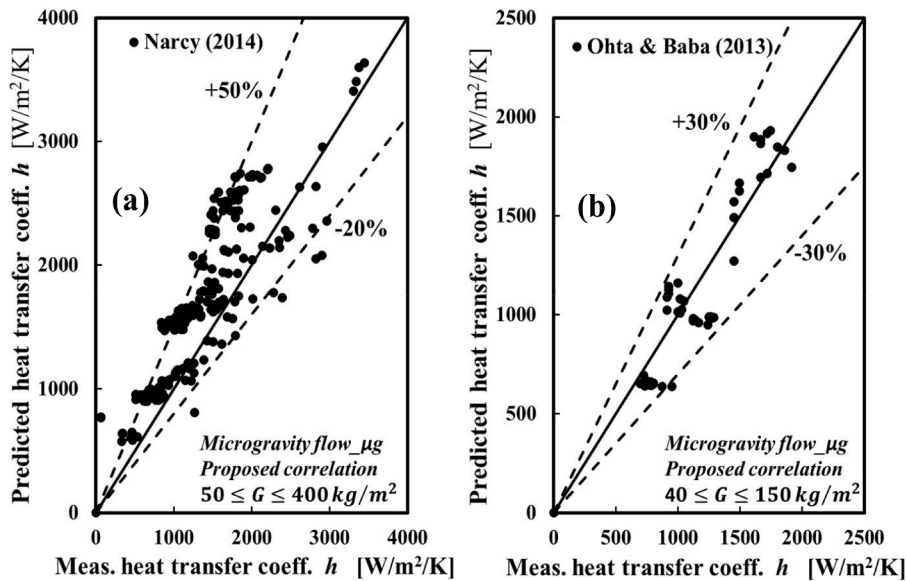 (a)
Predicted heat transfer coeff. h [W/m²/K]
4000
3000
2000
1000
0
Narcy (2014)
+50%
-20%
Microgravity flow_μg
Proposed correlation
50 ≤ G ≤ 400 kg/m²
0 1000 2000 3000 4000
Meas. heat transfer coeff. h [W/m²/K]
(b)
Predicted heat transfer coeff. h [W/m²/K]
2500
2000
1500
1000
500
0
Ohta & Baba (2013)
+30%
-30%
Microgravity flow_μg
Proposed correlation
40 ≤ G ≤ 150 kg/m²
0 500 1000 1500 2000 2500
Meas. heat transfer coeff. h [W/m²/K]